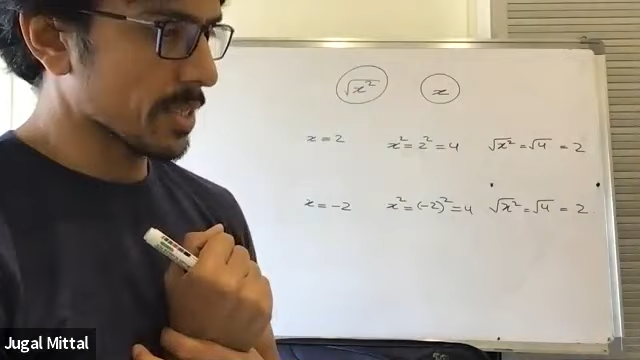 √x² x
x = 2 x² = 2² = 4 √x² = √4 = 2
x = -2 x² = (-2)² = 4 √x² = √4 = 2
Jugal Mittal